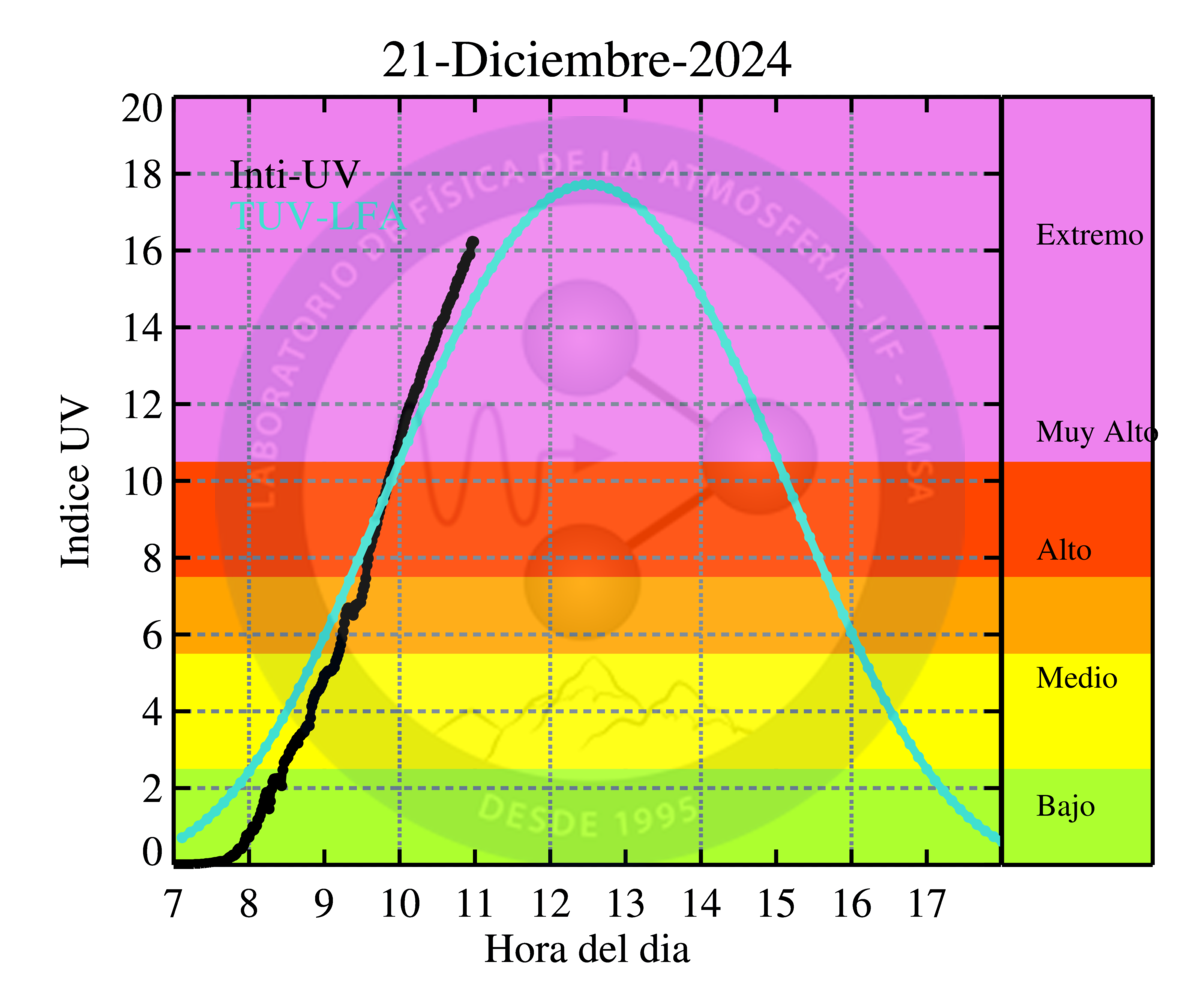 21-Diciembre-2024
20
18
16
14
12
10
8
6
4
2
0
Indice UV
Inti-UV
TUV-LFA
LABORATORIO DE FÍSICA DE LA ATMÓSFERA - IIF - UMSA
DESDE 1995
Extremo
Muy Alto
Alto
Medio
Bajo
7 8 9 10 11 12 13 14 15 16 17
Hora del dia